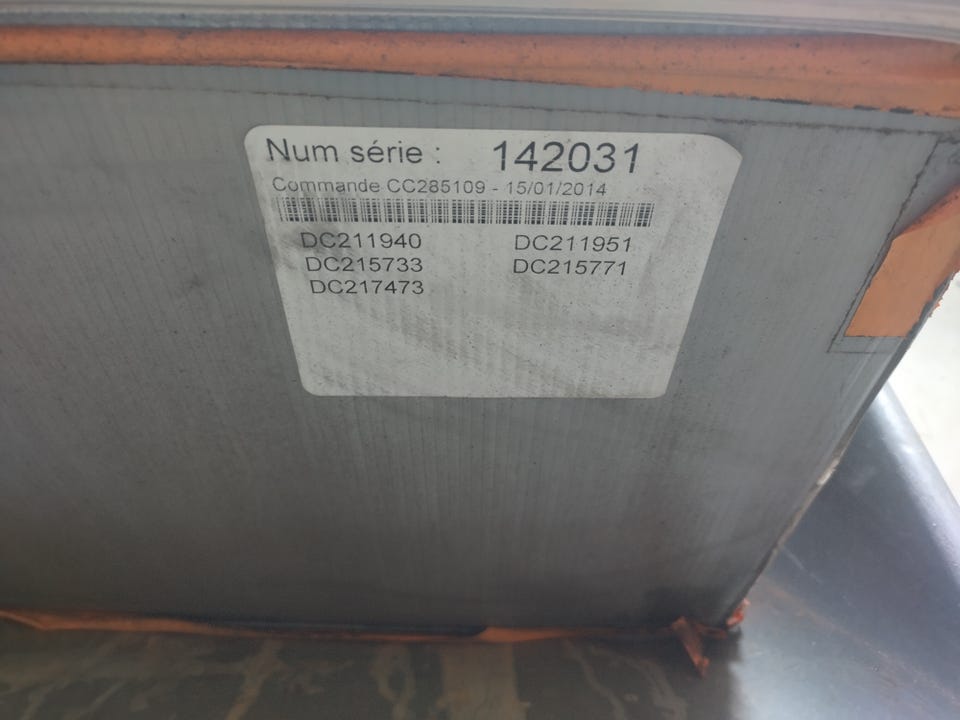 Num série : 142031
Commande CC285109 - 15/01/2014
DC211940 DC211951
DC215733 DC215771
DC217473